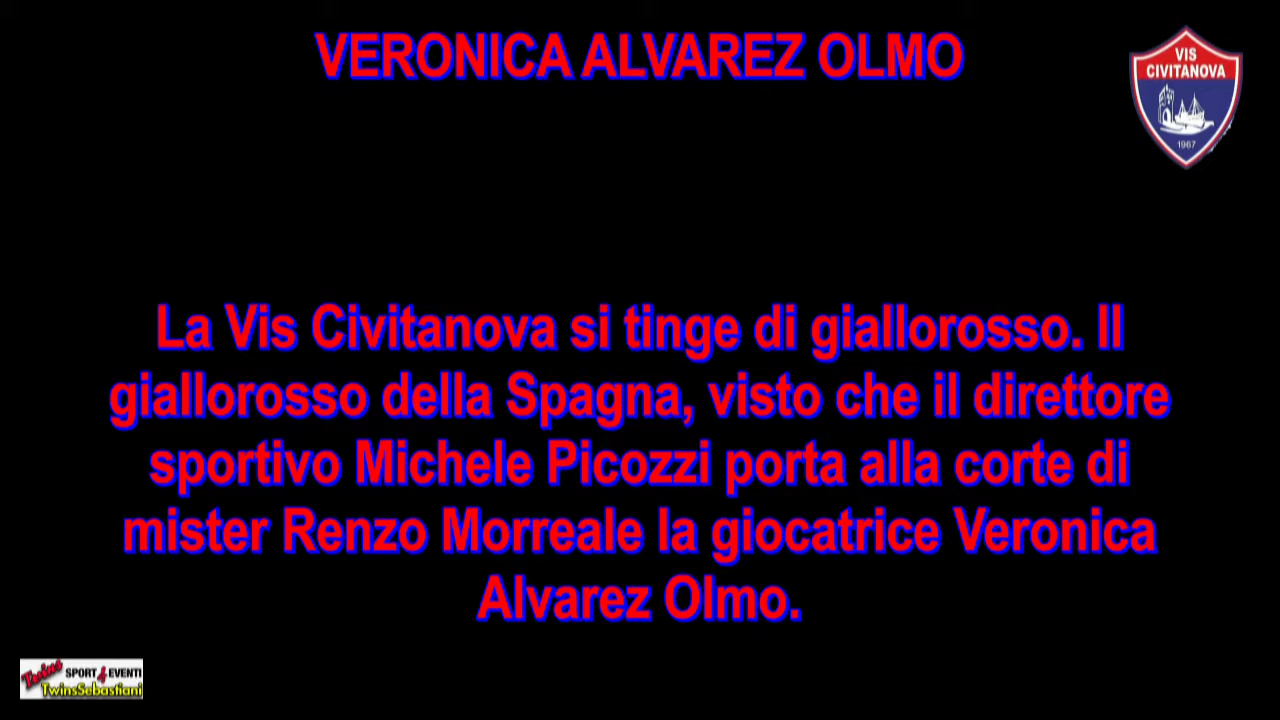 VERONICA ALVAREZ OLMO
VIS
CIVITANOVA
1967
La Vis Civitanova si tinge di giallorosso. Il
giallorosso della Spagna, visto che il direttore
sportivo Michele Picozzi porta alla corte di
mister Renzo Morreale la giocatrice Veronica
Alvarez Olmo.
Twins SPORT & EVENTI
TwinsSebastiani